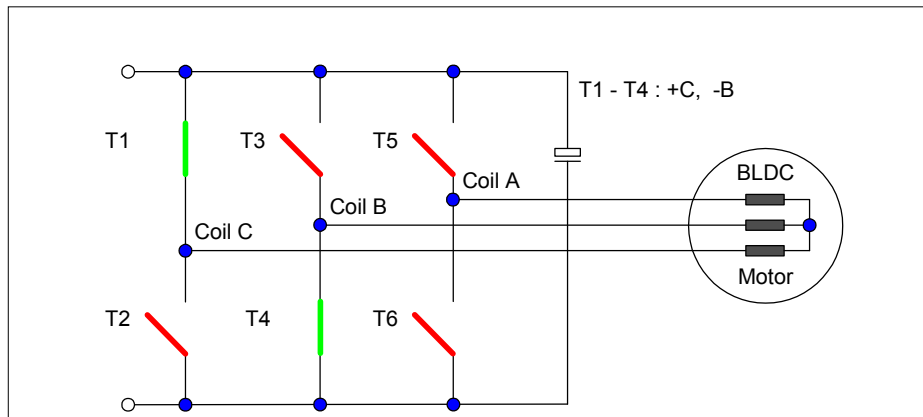 T1 - T4 : +C, -B
T1
T3
T5
Coil A
BLDC
Coil B
Coil C
Motor
T2
T4
T6